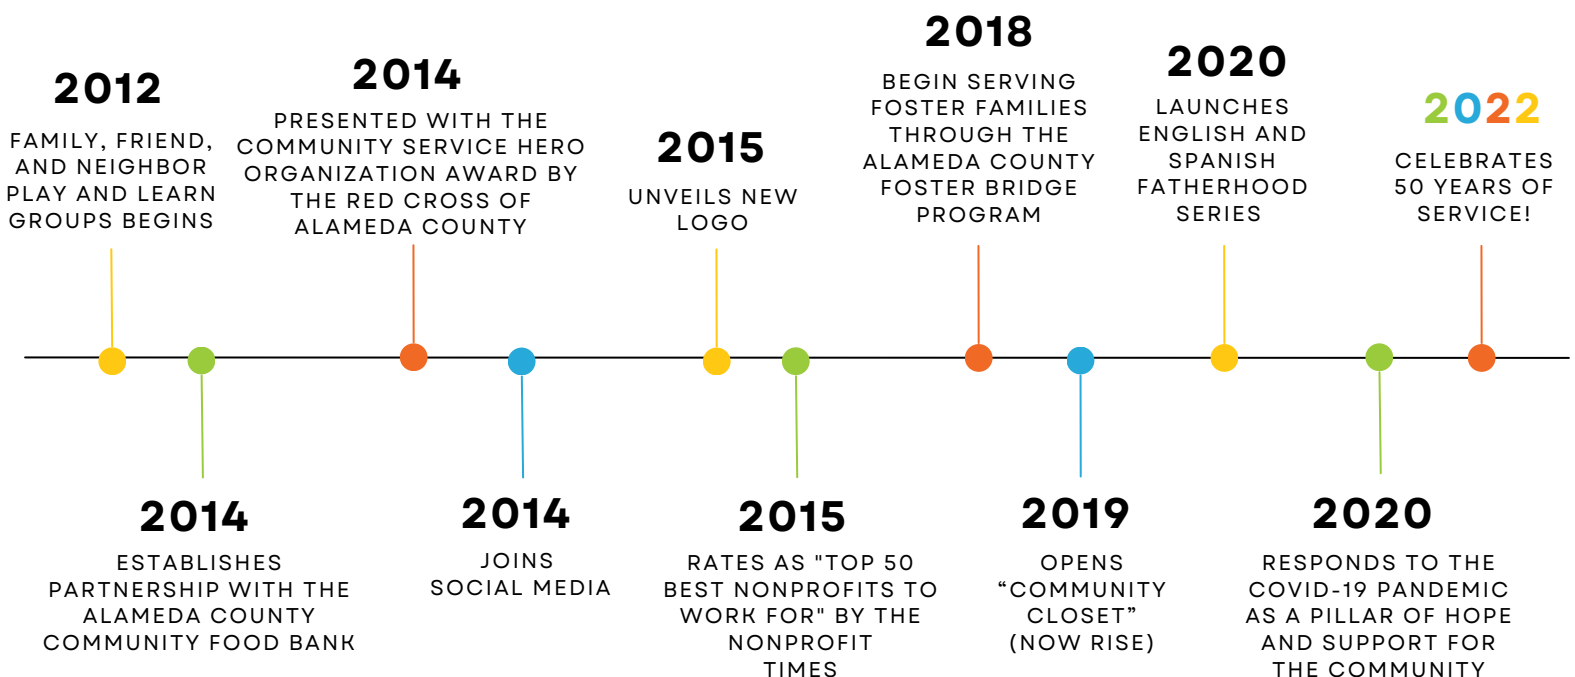 2012
FAMILY, FRIEND,
AND NEIGHBOR
PLAY AND LEARN
GROUPS BEGINS
2014
ESTABLISHES
PARTNERSHIP WITH THE
ALAMEDA COUNTY
COMMUNITY FOOD BANK
2014
PRESENTED WITH THE
COMMUNITY SERVICE HERO
ORGANIZATION AWARD BY
THE RED CROSS OF
ALAMEDA COUNTY
2014
JOINS
SOCIAL MEDIA
2015
UNVEILS NEW
LOGO
2015
RATES AS "TOP 50
BEST NONPROFITS TO
WORK FOR" BY THE
NONPROFIT
TIMES
2018
BEGIN SERVING
FOSTER FAMILIES
THROUGH THE
ALAMEDA COUNTY
FOSTER BRIDGE
PROGRAM
2019
OPENS
“COMMUNITY
CLOSET”
(NOW RISE)
2020
LAUNCHES
ENGLISH AND
SPANISH
FATHERHOOD
SERIES
2020
RESPONDS TO THE
COVID-19 PANDEMIC
AS A PILLAR OF HOPE
AND SUPPORT FOR
THE COMMUNITY
2022
CELEBRATES
50 YEARS OF
SERVICE!